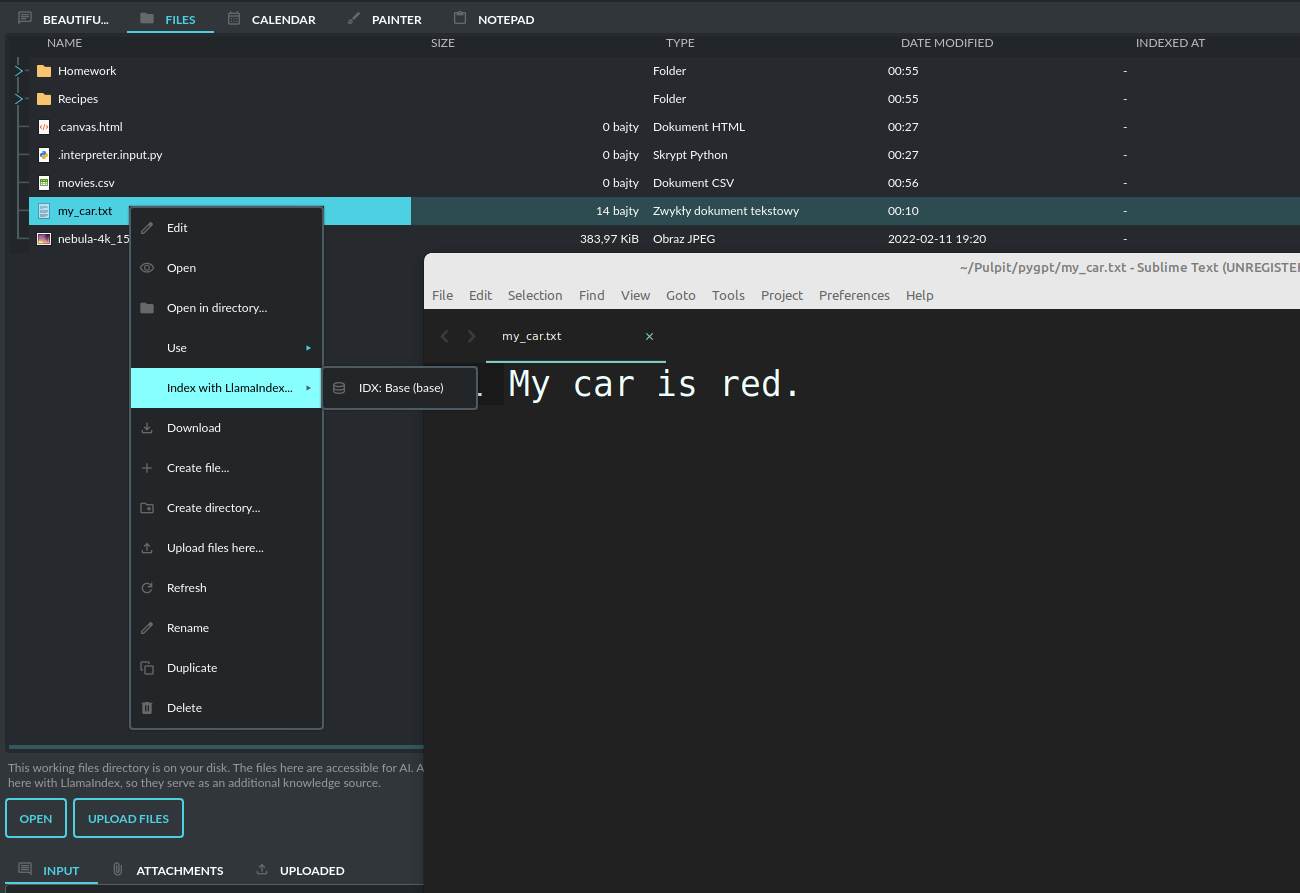 BEAUTIFU... FILES CALENDAR PAINTER NOTEPAD
NAME SIZE TYPE DATE MODIFIED INDEXED AT
Homework Folder 00:55 -
Recipes Folder 00:55 -
.canvas.html 0 bajty Dokument HTML 00:27 -
.interpreter.input.py 0 bajty Skrypt Python 00:27 -
movies.csv 0 bajty Dokument CSV 00:56 -
my_car.txt 14 bajty Zwykły dokument tekstowy 00:10 -
nebula-4k_15 383,97 KiB Obraz JPEG 2022-02-11 19:20 -
Edit
Open
Open in directory...
Use
Index with LlamaIndex...
IDX: Base (base)
Download
Create file...
Create directory...
Upload files here...
Refresh
Rename
Duplicate
Delete
~/Pulpit/pygpt/my_car.txt - Sublime Text (UNREGISTE
File Edit Selection Find View Goto Tools Project Preferences Help
my_car.txt
My car is red.
This working files directory is on your disk. The files here are accessible for AI. A
here with LlamaIndex, so they serve as an additional knowledge source.
OPEN UPLOAD FILES
INPUT ATTACHMENTS UPLOADED